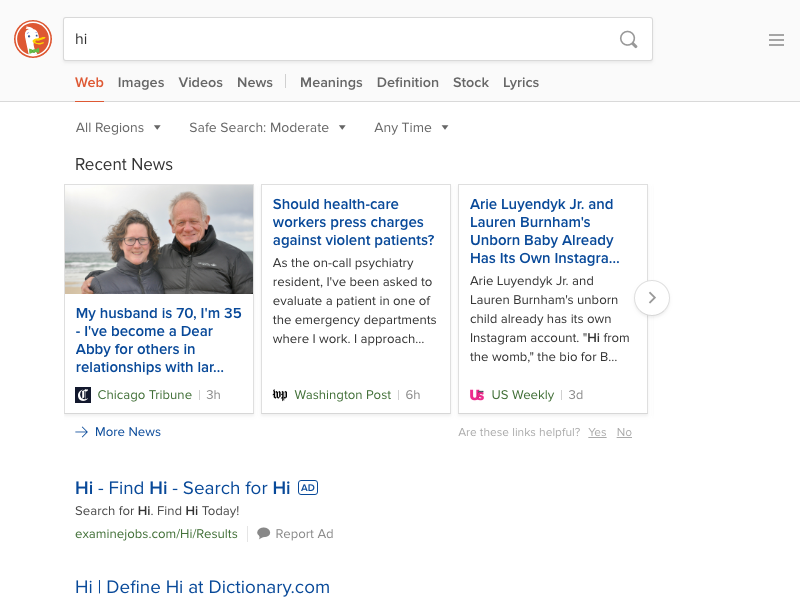 hi
Web Images Videos News Meanings Definition Stock Lyrics
All Regions Safe Search: Moderate Any Time
Recent News
My husband is 70, I'm 35
- I've become a Dear
Abby for others in
relationships with lar...
Chicago Tribune 3h
Should health-care
workers press charges
against violent patients?
As the on-call psychiatry
resident, I've been asked to
evaluate a patient in one of
the emergency departments
where I work. I approach...
wp Washington Post 6h
Arie Luyendyk Jr. and
Lauren Burnham's
Unborn Baby Already
Has Its Own Instagra...
Arie Luyendyk Jr. and
Lauren Burnham's unborn
child already has its own
Instagram account. "Hi from
the womb," the bio for B...
Us US Weekly 3d
More News
Are these links helpful? Yes No
Hi - Find Hi - Search for Hi AD
Search for Hi. Find Hi Today!
examinejobs.com/Hi/Results Report Ad
Hi | Define Hi at Dictionary.com